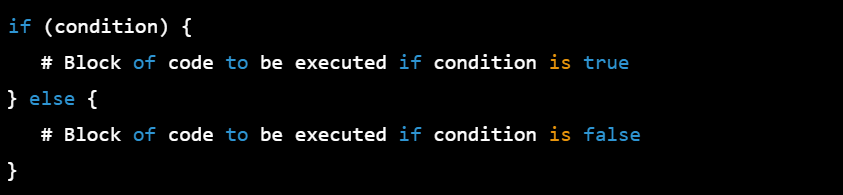 if (condition) {
   # Block of code to be executed if condition is true
} else {
   # Block of code to be executed if condition is false
}